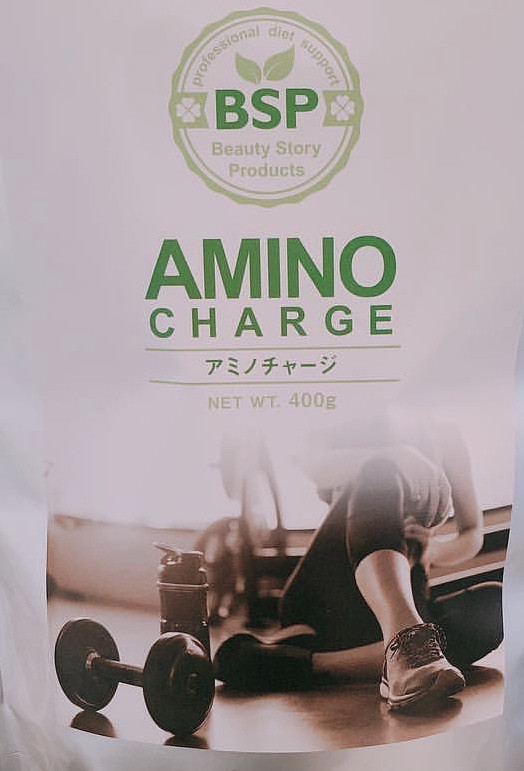 professional diet support
BSP
Beauty Story
Products
AMINO
CHARGE
アミノチャージ
NET WT. 400g